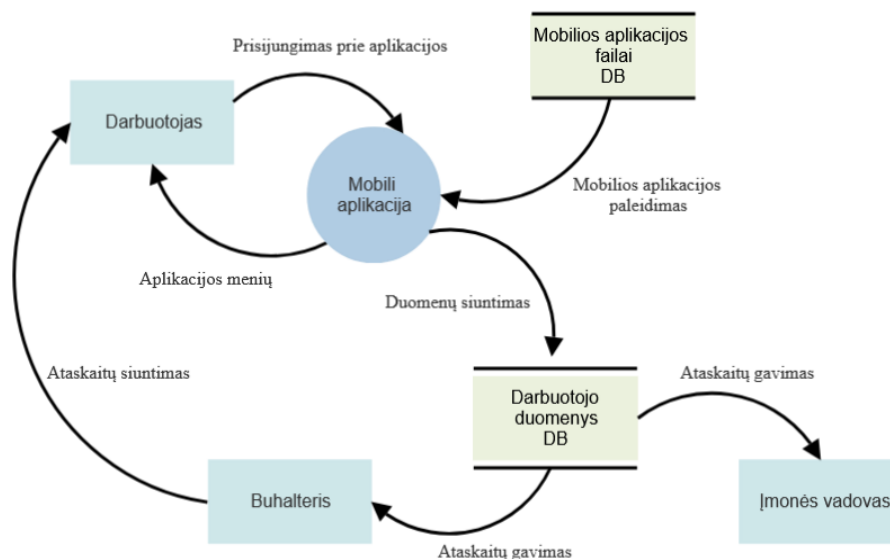 Prisijungimas prie aplikacijos
Mobilios aplikacijos
failai
DB
Darbuotojas
Mobili
aplikacija
Mobilios aplikacijos
paleidimas
Aplikacijos menių
Duomenų siuntimas
Ataskaitų siuntimas
Ataskaitų gavimas
Darbuotojo
duomenys
DB
Buhalteris
Įmonės vadovas
Ataskaitų gavimas